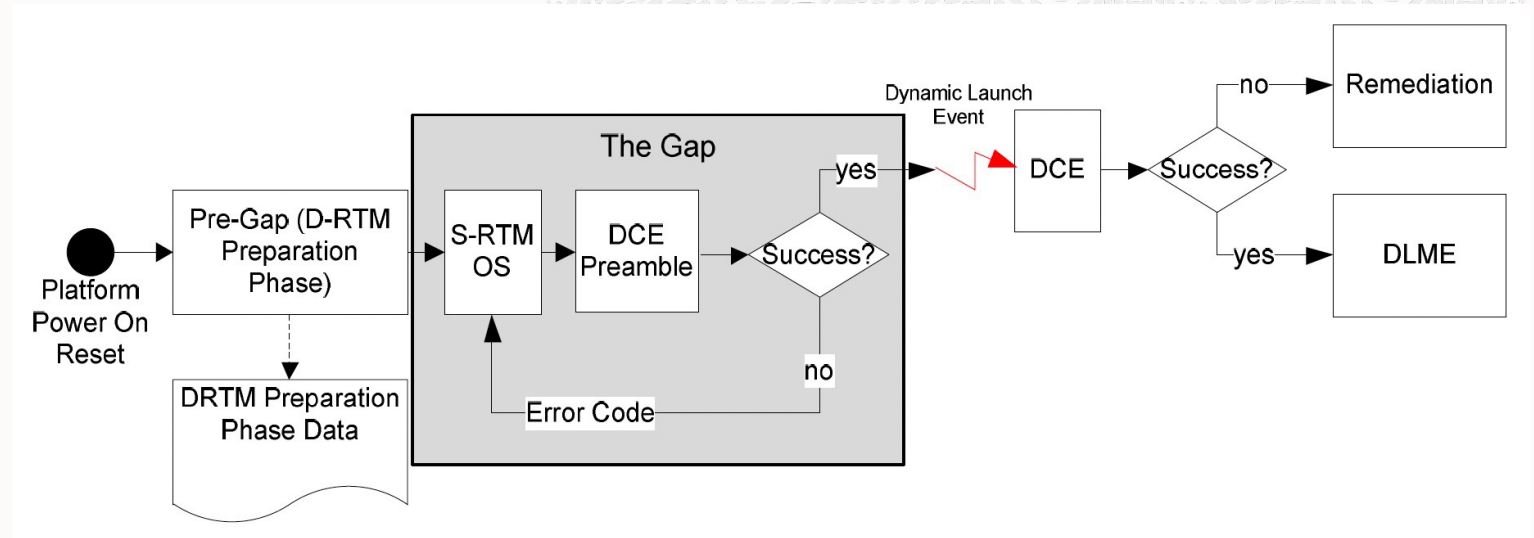 Platform
Power On
Reset
Pre-Gap (D-RTM
Preparation
Phase)
DRTM Preparation
Phase Data
The Gap
S-RTM
OS
DCE
Preamble
Success?
yes
no
Error Code
Dynamic Launch
Event
DCE
Success?
no
Remediation
yes
DLME